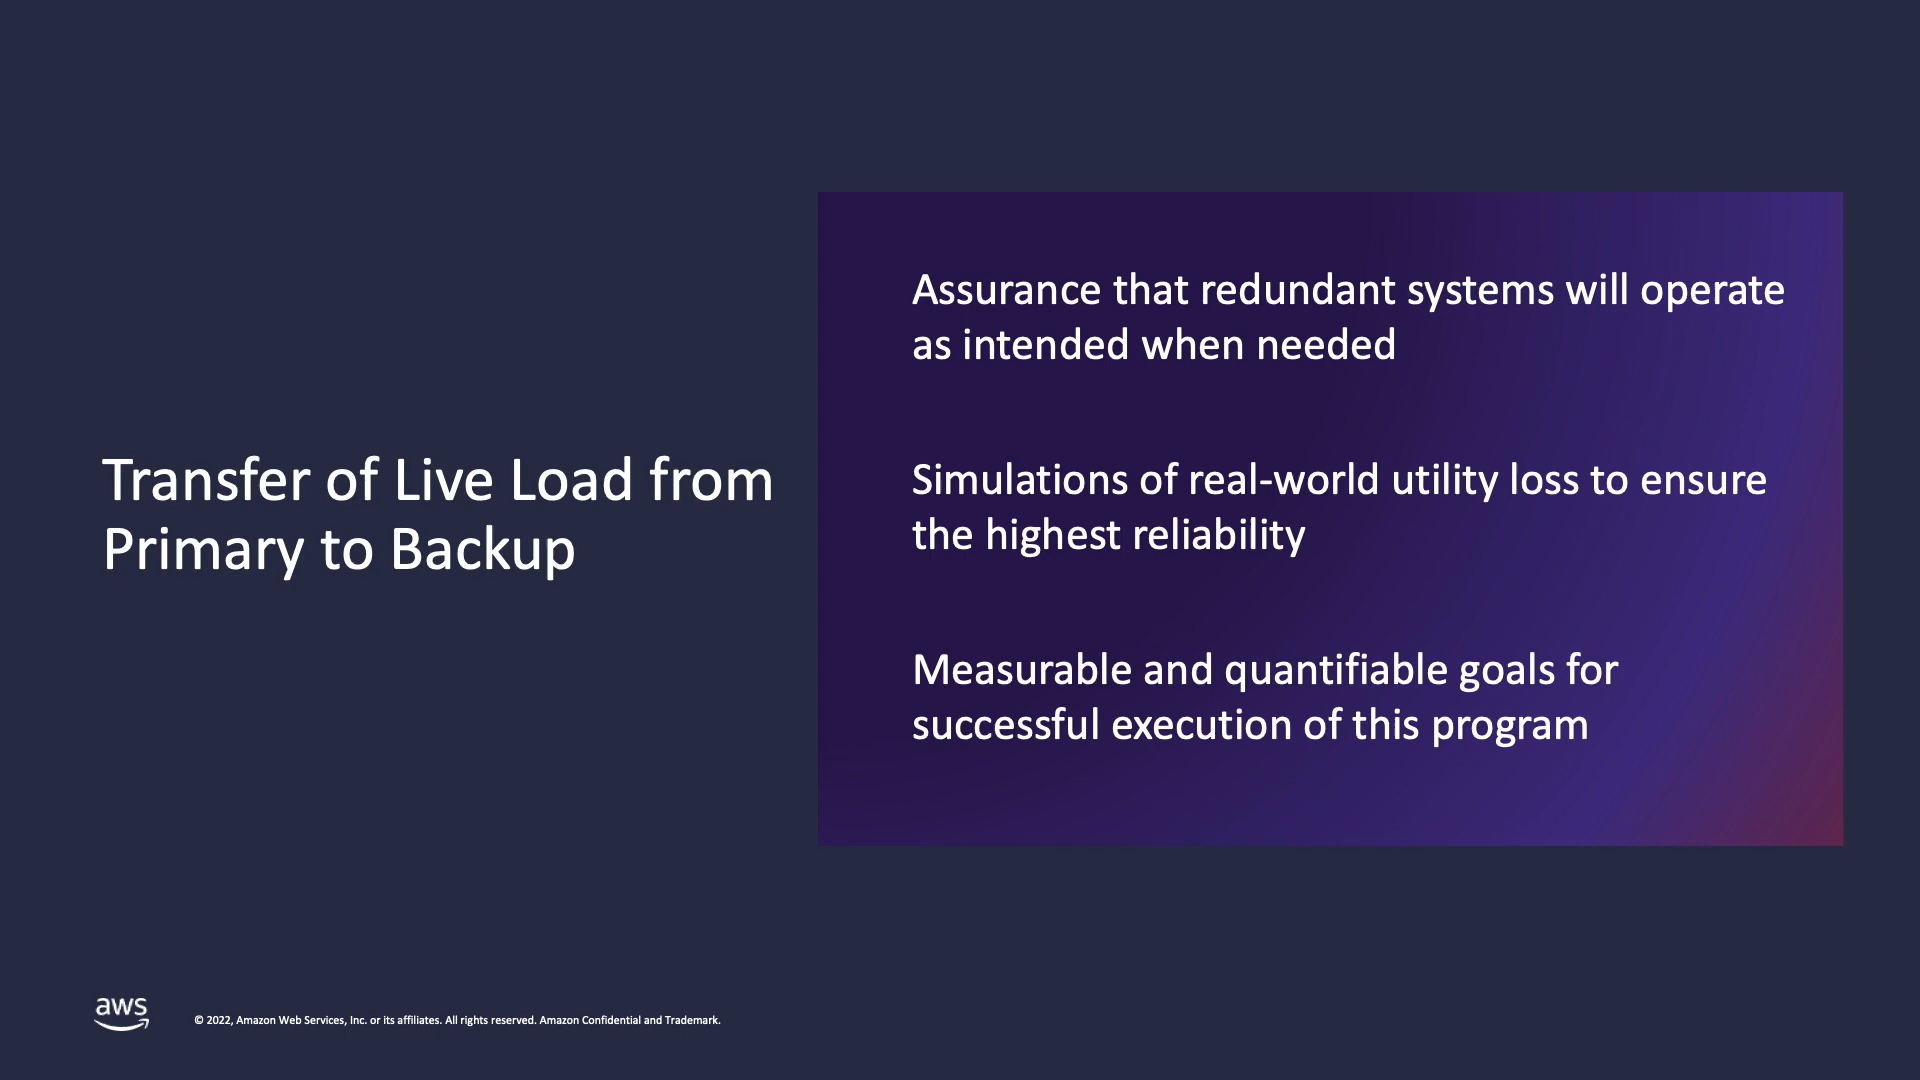 Transfer of Live Load from
Primary to Backup
Assurance that redundant systems will operate
as intended when needed
Simulations of real-world utility loss to ensure
the highest reliability
Measurable and quantifiable goals for
successful execution of this program
aws
© 2022, Amazon Web Services, Inc. or its affiliates. All rights reserved. Amazon Confidential and Trademark.